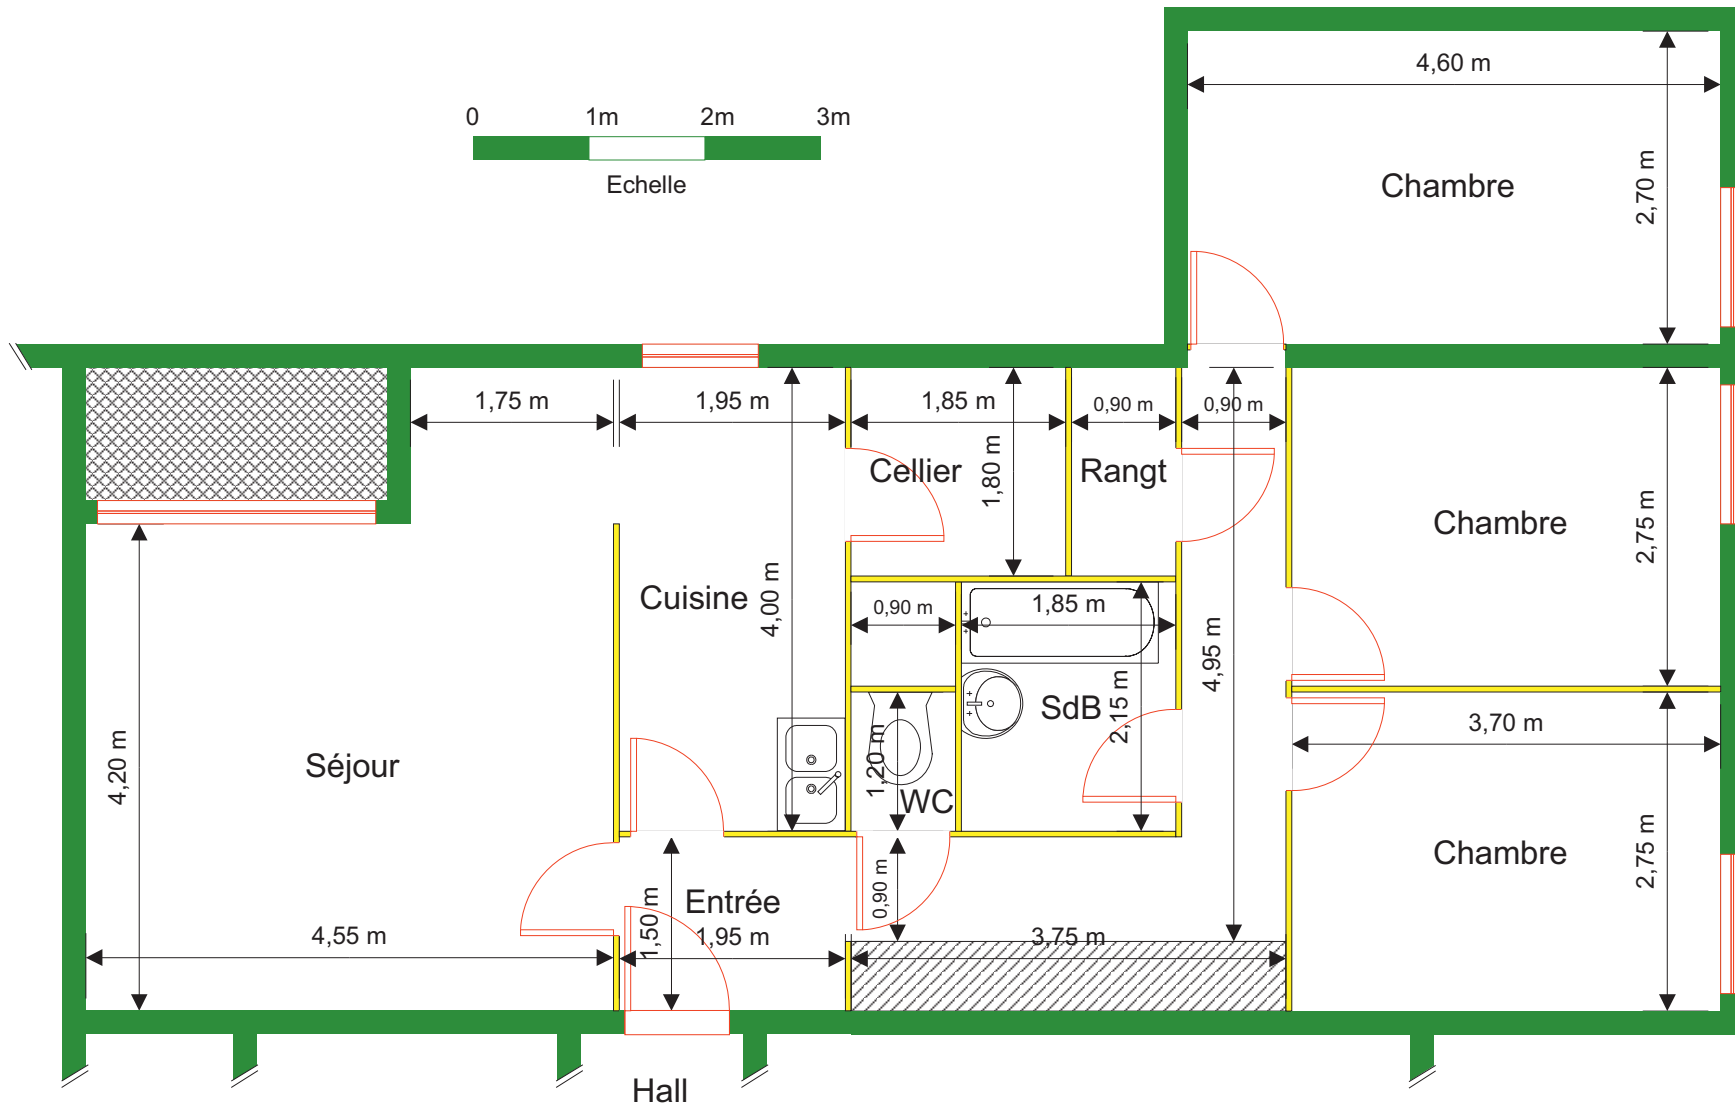 4,60 m
0 1m 2m 3m
Echelle
Chambre
2,70 m
1,75 m
1,95 m
1,85 m
0,90 m
0,90 m
Cellier
1,80 m
Rangt
Chambre
2,75 m
Cuisine
4,00 m
0,90 m
1,85 m
4,95 m
SdB
2,15 m
3,70 m
Séjour
4,20 m
1,20 m
WC
Chambre
2,75 m
Entrée
0,90 m
1,50 m
4,55 m
1,95 m
3,75 m
Hall